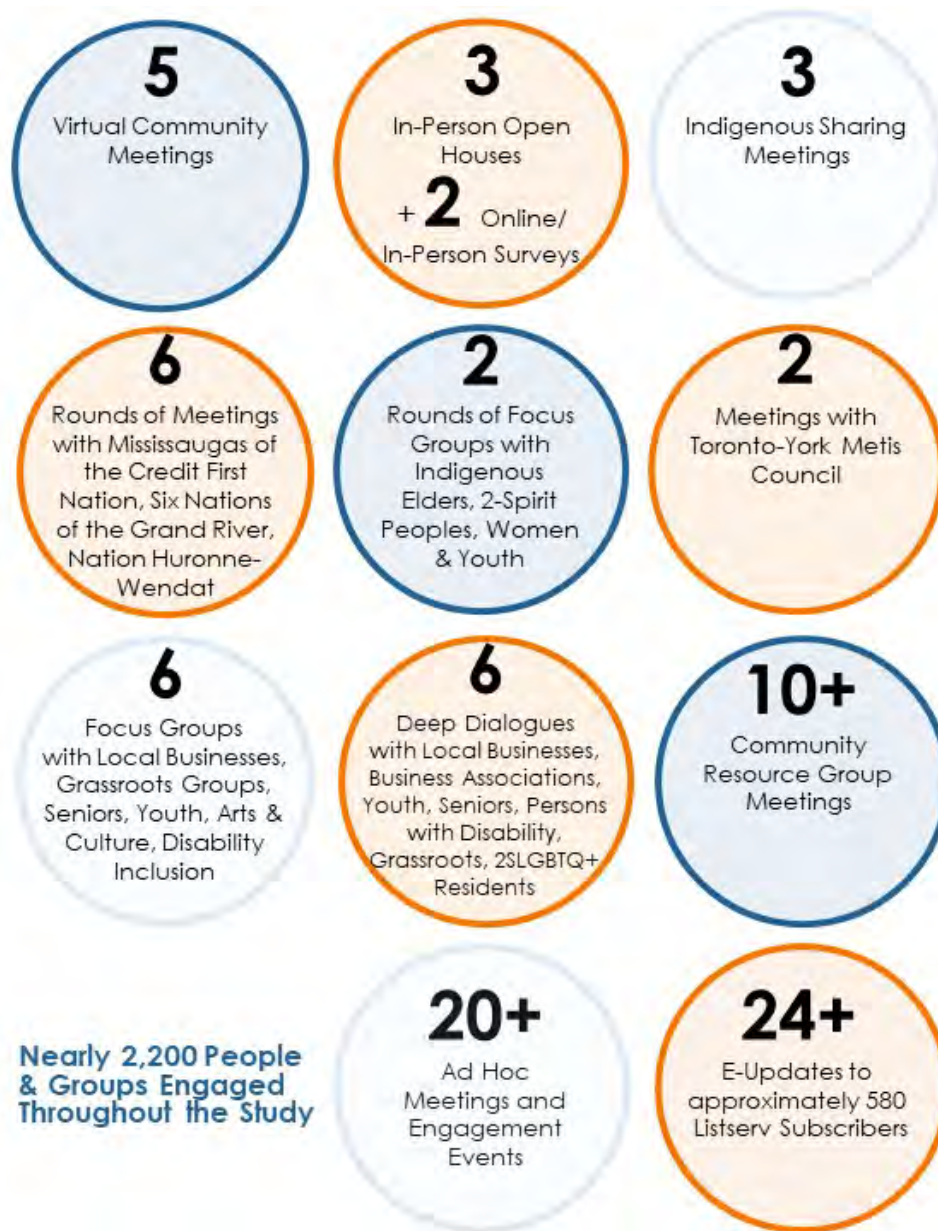 5
Virtual Community
Meetings
3
In-Person Open
Houses
+ 2 Online/
In-Person Surveys
3
Indigenous Sharing
Meetings
6
Rounds of Meetings
with Mississaugas of
the Credit First
Nation, Six Nations
of the Grand River,
Nation Huronne-
Wendat
2
Rounds of Focus
Groups with
Indigenous
Elders, 2-Spirit
Peoples, Women
& Youth
2
Meetings with
Toronto-York Metis
Council
6
Focus Groups
with Local Businesses,
Grassroots Groups,
Seniors, Youth, Arts &
Culture, Disability
Inclusion
6
Deep Dialogues
with Local Businesses,
Business Associations,
Youth, Seniors, Persons
with Disability,
Grassroots, 2SLGBTQ+
Residents
10+
Community
Resource Group
Meetings
Nearly 2,200 People
& Groups Engaged
Throughout the Study
20+
Ad Hoc
Meetings and
Engagement
Events
24+
E-Updates to
approximately 580
Listserv Subscribers